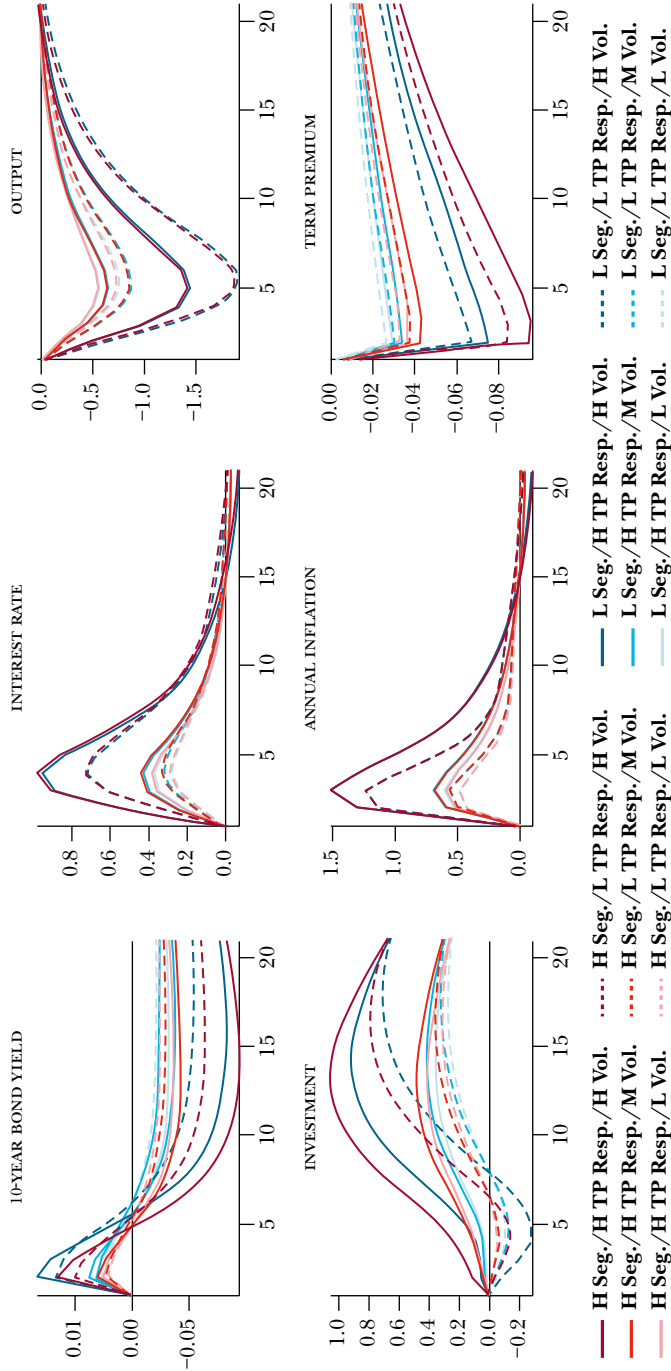 10-YEAR BOND YIELD
0.01
0.00
−0.05
5 10 15 20
INTEREST RATE
0.8
0.6
0.4
0.2
0.0
5 10 15 20
OUTPUT
0.0
−0.5
−1.0
−1.5
5 10 15 20
INVESTMENT
1.0
0.8
0.6
0.4
0.2
0.0
−0.2
5 10 15 20
ANNUAL INFLATION
1.5
1.0
0.5
0.0
5 10 15 20
TERM PREMIUM
0.00
−0.02
−0.04
−0.06
−0.08
5 10 15 20
H Seg./H TP Resp./H Vol. H Seg./L TP Resp./H Vol. L Seg./H TP Resp./H Vol. L Seg./L TP Resp./H Vol.
H Seg./H TP Resp./M Vol. H Seg./L TP Resp./M Vol. L Seg./H TP Resp./M Vol. L Seg./L TP Resp./M Vol.
H Seg./H TP Resp./L Vol. H Seg./L TP Resp./L Vol. L Seg./H TP Resp./L Vol. L Seg./L TP Resp./L Vol.